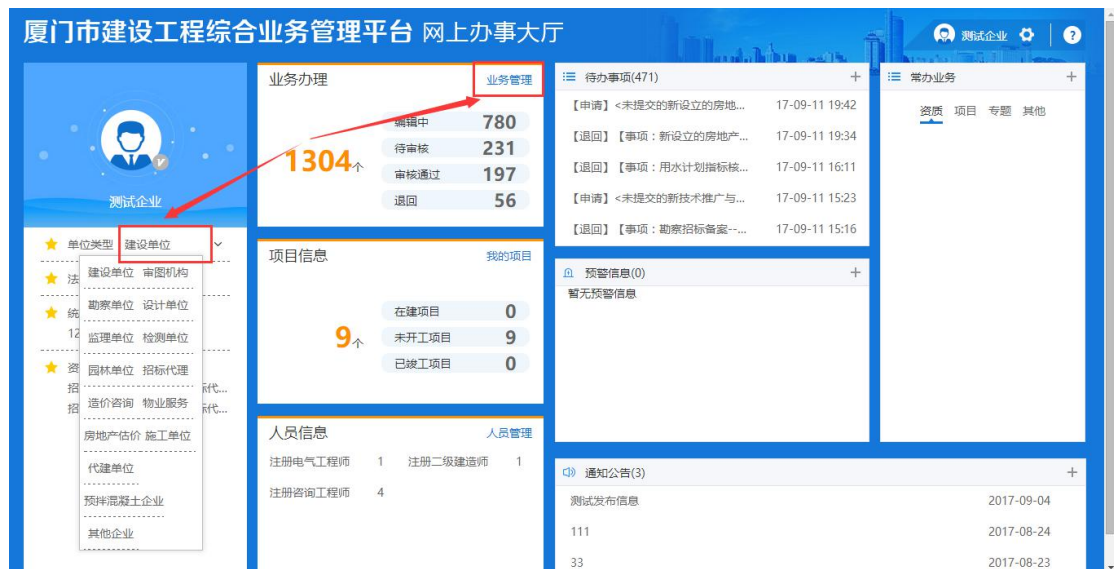 厦门市建设工程综合业务管理平台 网上办事大厅
测试企业
?
测试企业
单位类型 建设单位
法
统
12
资
招 标代...
招 标代...
建设单位 审图机构
勘察单位 设计单位
监理单位 检测单位
园林单位 招标代理
造价咨询 物业服务
房地产估价 施工单位
代建单位
预拌混凝土企业
其他企业
业务办理 业务管理
1304个
编辑中 780
待审核 231
审核通过 197
退回 56
项目信息 我的项目
9个
在建项目 0
未开工项目 9
已竣工项目 0
人员信息 人员管理
注册电气工程师 1 注册二级建造师 1
注册咨询工程师 4
待办事项(471) +
【申请】<未提交的新设立的房地... 17-09-11 19:42
【退回】【事项：新设立的房地产... 17-09-11 19:34
【退回】【事项：用水计划指标核... 17-09-11 16:11
【申请】<未提交的新技术推广与... 17-09-11 15:23
【退回】【事项：勘察招标备案--... 17-09-11 15:16
预警信息(0) +
暂无预警信息
常办业务 +
资质 项目 专题 其他
通知公告(3) +
测试发布信息 2017-09-04
111 2017-08-24
33 2017-08-23